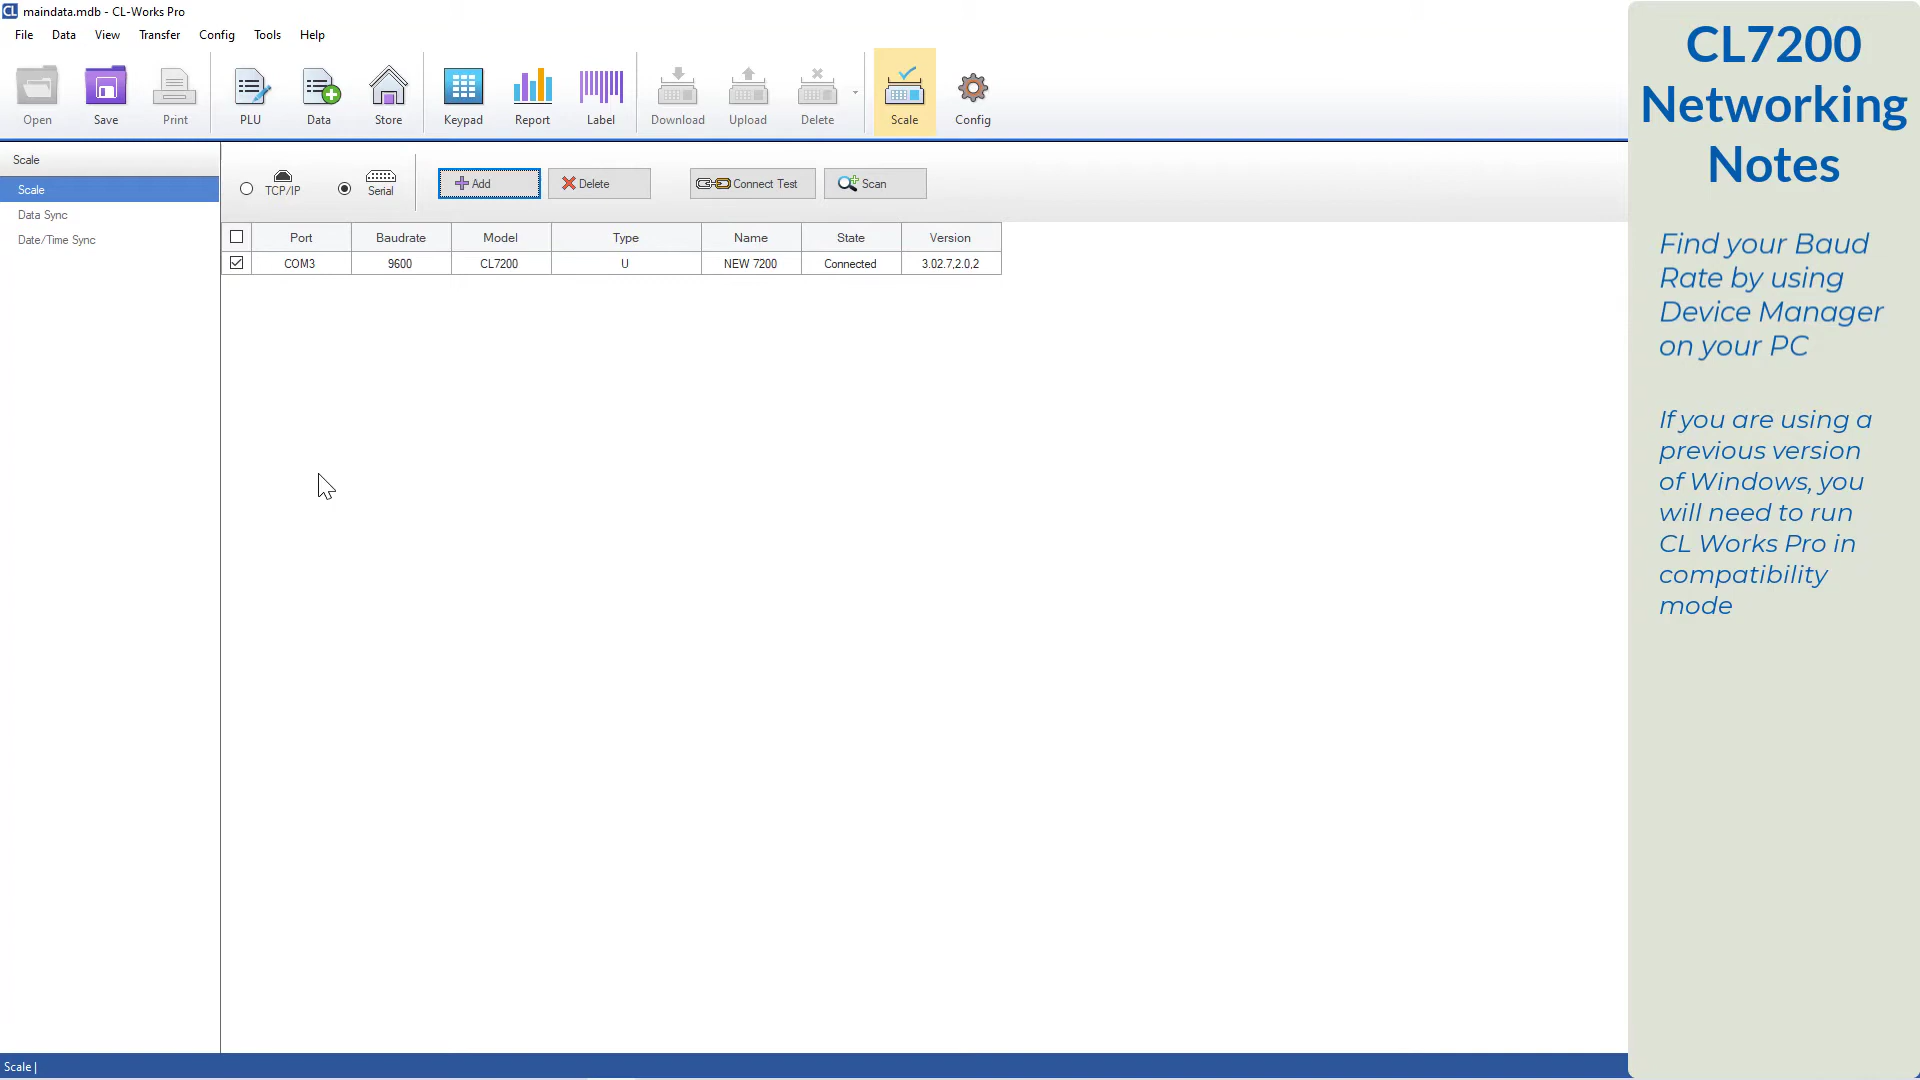 CL maindata.mdb - CL-Works Pro
File Data View Transfer Config Tools Help
Open Save Print PLU Data Store Keypad Report Label Download Upload Delete Scale Config
Scale
Scale
Data Sync
Date/Time Sync
TCP/IP Serial Add Delete Connect Test Scan
Port Baudrate Model Type Name State Version
COM3 9600 CL7200 U NEW 7200 Connected 3.02.7,2.0,2
Scale |
CL7200
Networking
Notes
Find your Baud
Rate by using
Device Manager
on your PC
If you are using a
previous version
of Windows, you
will need to run
CL Works Pro in
compatibility
mode